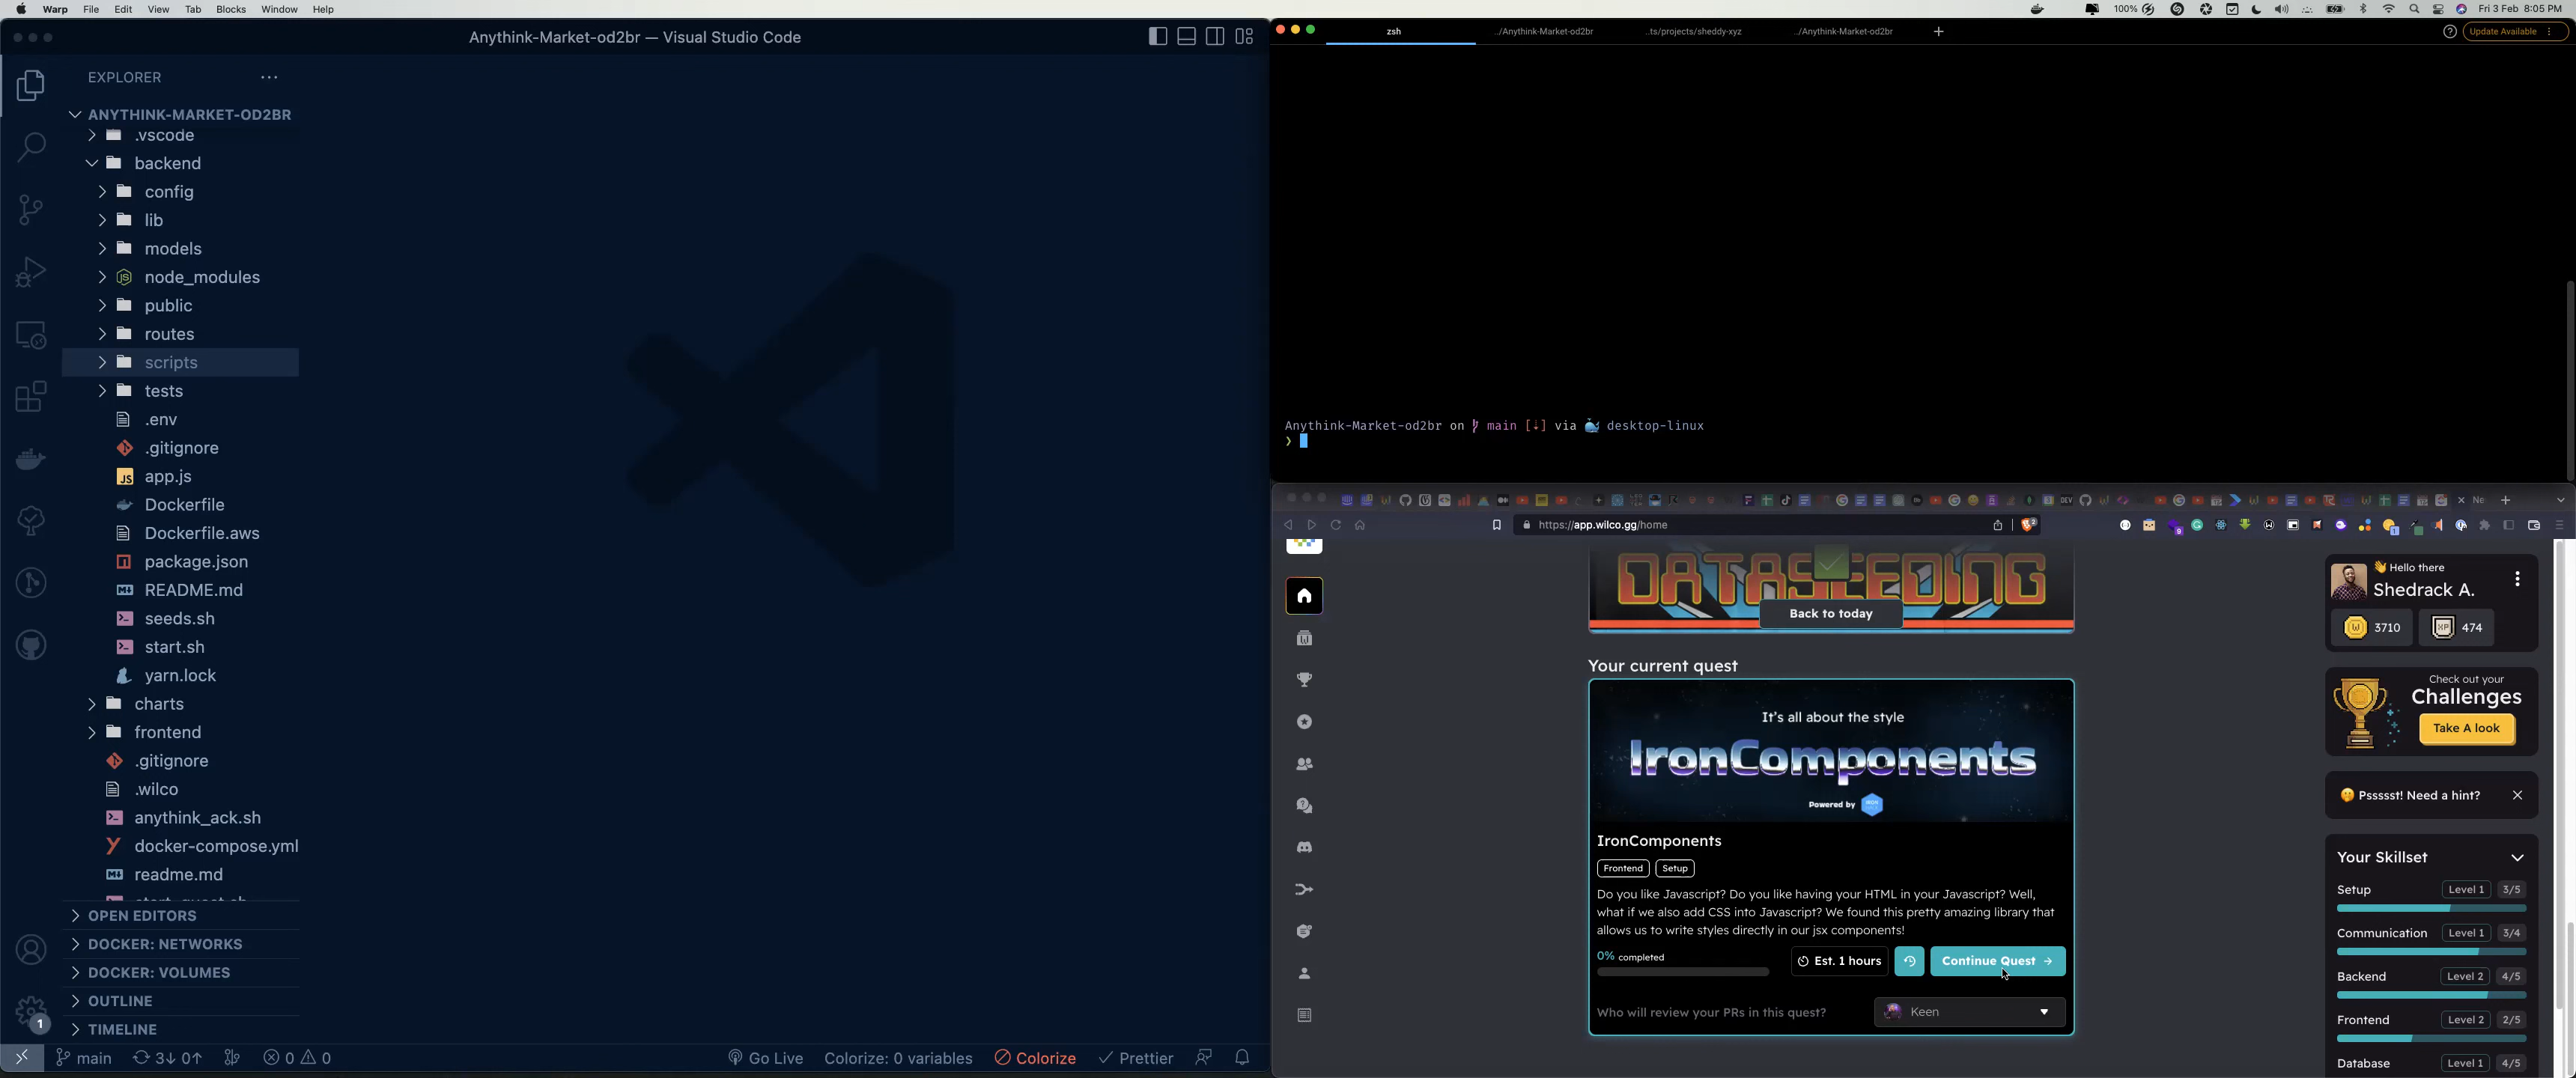 Warp File Edit View Tab Blocks Window Help
100% Fri 3 Feb 8:05 PM
Anythink-Market-od2br — Visual Studio Code
EXPLORER
ANYTHINK-MARKET-OD2BR
.vscode
backend
config
lib
models
node_modules
public
routes
scripts
tests
.env
.gitignore
app.js
Dockerfile
Dockerfile.aws
package.json
README.md
seeds.sh
start.sh
yarn.lock
charts
frontend
.gitignore
.wilco
anythink_ack.sh
docker-compose.yml
readme.md
OPEN EDITORS
DOCKER: NETWORKS
DOCKER: VOLUMES
OUTLINE
TIMELINE
1
main 3↓ 0↑ 0 0
Go Live Colorize: 0 variables Colorize Prettier
zsh ../Anythink-Market-od2br ..ts/projects/sheddy-xyz ../Anythink-Market-od2br +
Update Available
Anythink-Market-od2br on main [↓] via desktop-linux
❯
https://app.wilco.gg/home
DATASEEDING
Back to today
Your current quest
It's all about the style
IronComponents
Powered by
IronComponents
Frontend Setup
Do you like Javascript? Do you like having your HTML in your Javascript? Well,
what if we also add CSS into Javascript? We found this pretty amazing library that
allows us to write styles directly in our jsx components!
0% completed
Est. 1 hours
Continue Quest →
Who will review your PRs in this quest?
Keen
Hello there
Shedrack A.
3710
XP 474
Check out your
Challenges
Take A look
Psssst! Need a hint?
Your Skillset
Setup Level 1 3/5
Communication Level 1 3/4
Backend Level 2 4/5
Frontend Level 2 2/5
Database Level 1 4/5